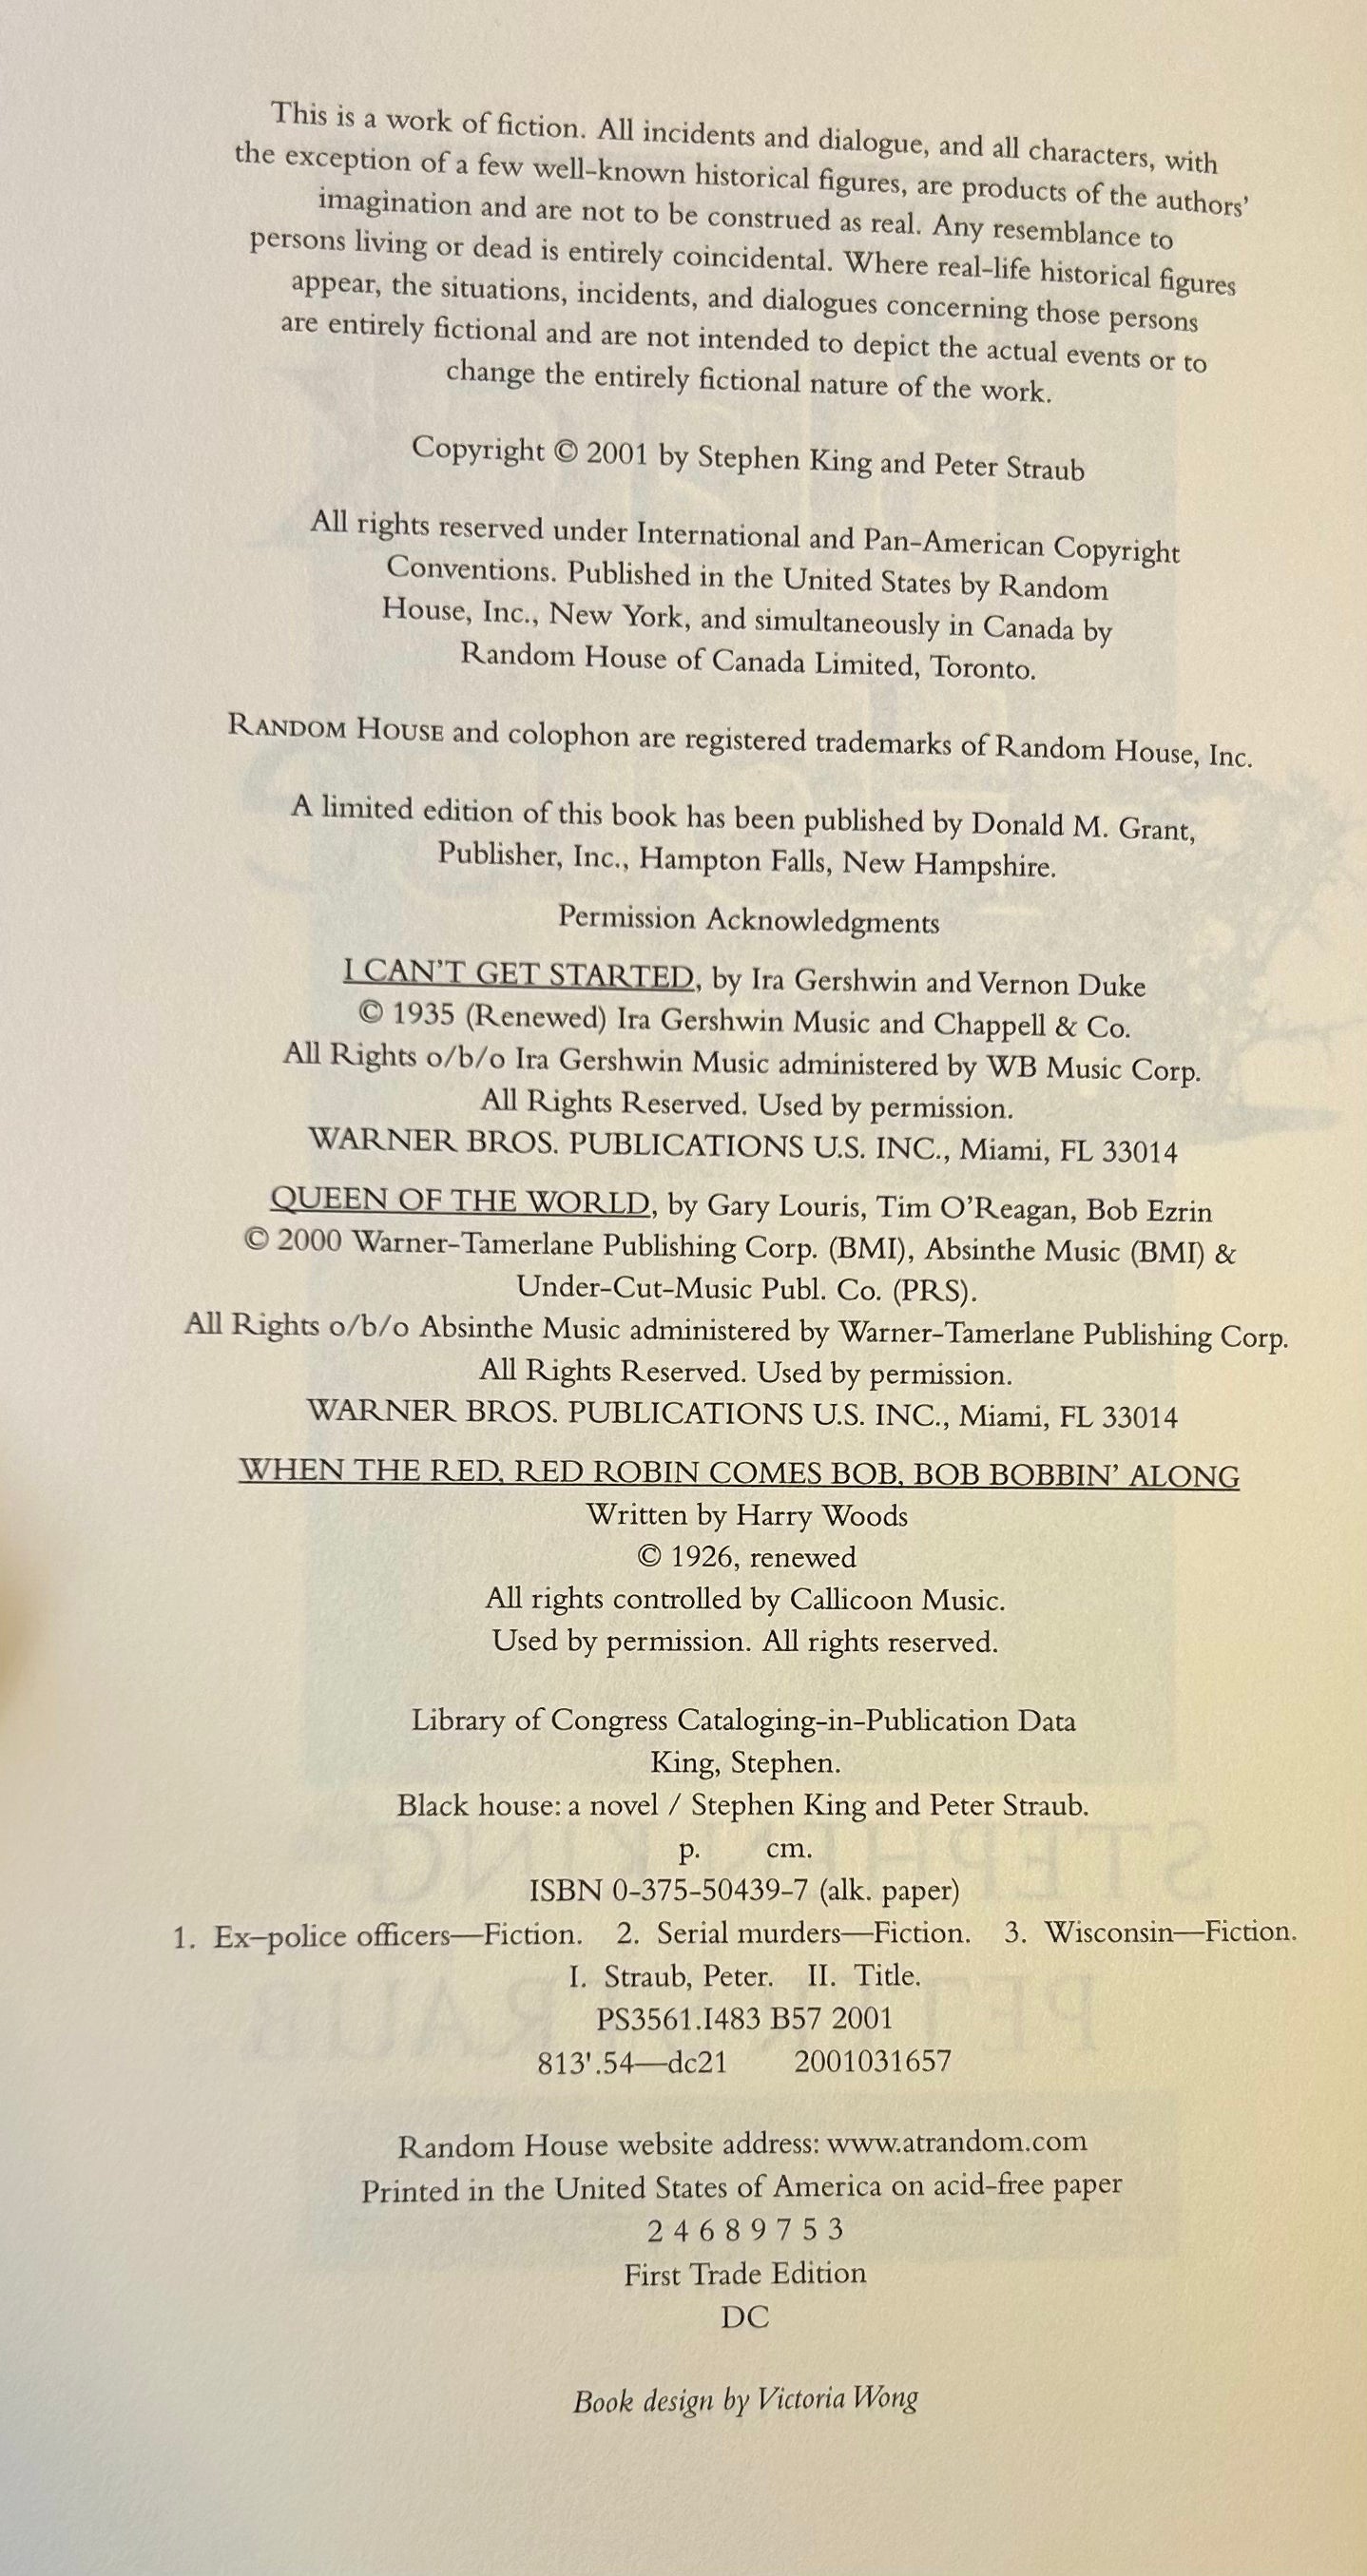 This is a work of fiction. All incidents and dialogue, and all characters, with
the exception of a few well-known historical figures, are products of the authors'
imagination and are not to be construed as real. Any resemblance to
persons living or dead is entirely coincidental. Where real-life historical figures
appear, the situations, incidents, and dialogues concerning those persons
are entirely fictional and are not intended to depict the actual events or to
change the entirely fictional nature of the work.
Copyright © 2001 by Stephen King and Peter Straub
All rights reserved under International and Pan-American Copyright
Conventions. Published in the United States by Random
House, Inc., New York, and simultaneously in Canada by
Random House of Canada Limited, Toronto.
RANDOM HOUSE and colophon are registered trademarks of Random House, Inc.
A limited edition of this book has been published by Donald M. Grant,
Publisher, Inc., Hampton Falls, New Hampshire.
Permission Acknowledgments
I CAN'T GET STARTED, by Ira Gershwin and Vernon Duke
© 1935 (Renewed) Ira Gershwin Music and Chappell & Co.
All Rights o/b/o Ira Gershwin Music administered by WB Music Corp.
All Rights Reserved. Used by permission.
WARNER BROS. PUBLICATIONS U.S. INC., Miami, FL 33014
QUEEN OF THE WORLD, by Gary Louris, Tim O'Reagan, Bob Ezrin
© 2000 Warner-Tamerlane Publishing Corp. (BMI), Absinthe Music (BMI) &
Under-Cut-Music Publ. Co. (PRS).
All Rights o/b/o Absinthe Music administered by Warner-Tamerlane Publishing Corp.
All Rights Reserved. Used by permission.
WARNER BROS. PUBLICATIONS U.S. INC., Miami, FL 33014
WHEN THE RED, RED ROBIN COMES BOB, BOB BOBBIN' ALONG
Written by Harry Woods
© 1926, renewed
All rights controlled by Callicoon Music.
Used by permission. All rights reserved.
Library of Congress Cataloging-in-Publication Data
King, Stephen.
Black house: a novel / Stephen King and Peter Straub.
p. cm.
ISBN 0-375-50439-7 (alk. paper)
1. Ex–police officers—Fiction. 2. Serial murders—Fiction. 3. Wisconsin—Fiction.
I. Straub, Peter. II. Title.
PS3561.I483 B57 2001
813'.54—dc21 2001031657
Random House website address: www.atrandom.com
Printed in the United States of America on acid-free paper
2 4 6 8 9 7 5 3
First Trade Edition
DC
Book design by Victoria Wong